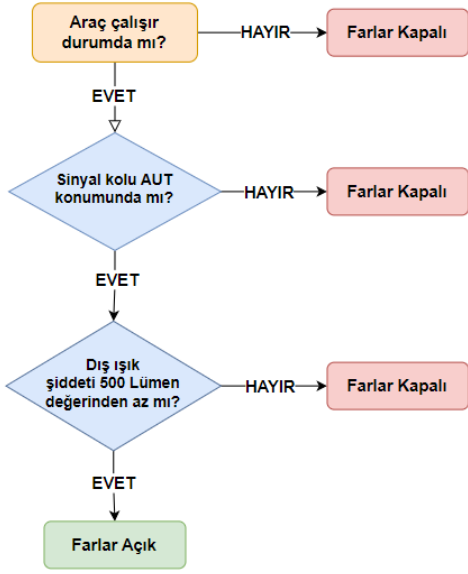 Araç çalışır
durumda mı?
HAYIR
Farlar Kapalı
EVET
Sinyal kolu AUT
konumunda mı?
HAYIR
Farlar Kapalı
EVET
Dış ışık
şiddeti 500 Lümen
değerinden az mı?
HAYIR
Farlar Kapalı
EVET
Farlar Açık